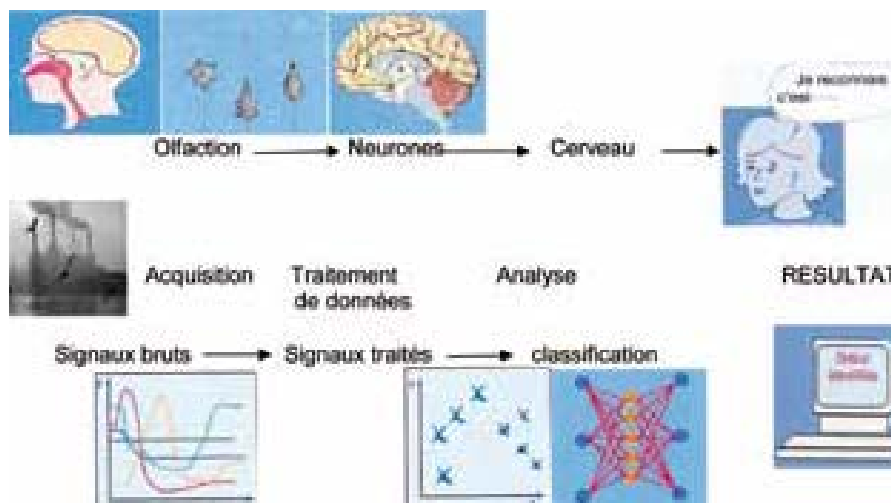 Je reconnais
c'est
Olfaction
Neurones
Cerveau
Acquisition
Traitement
de données
Analyse
RESULTAT
Signaux bruts
Signaux traités
classification